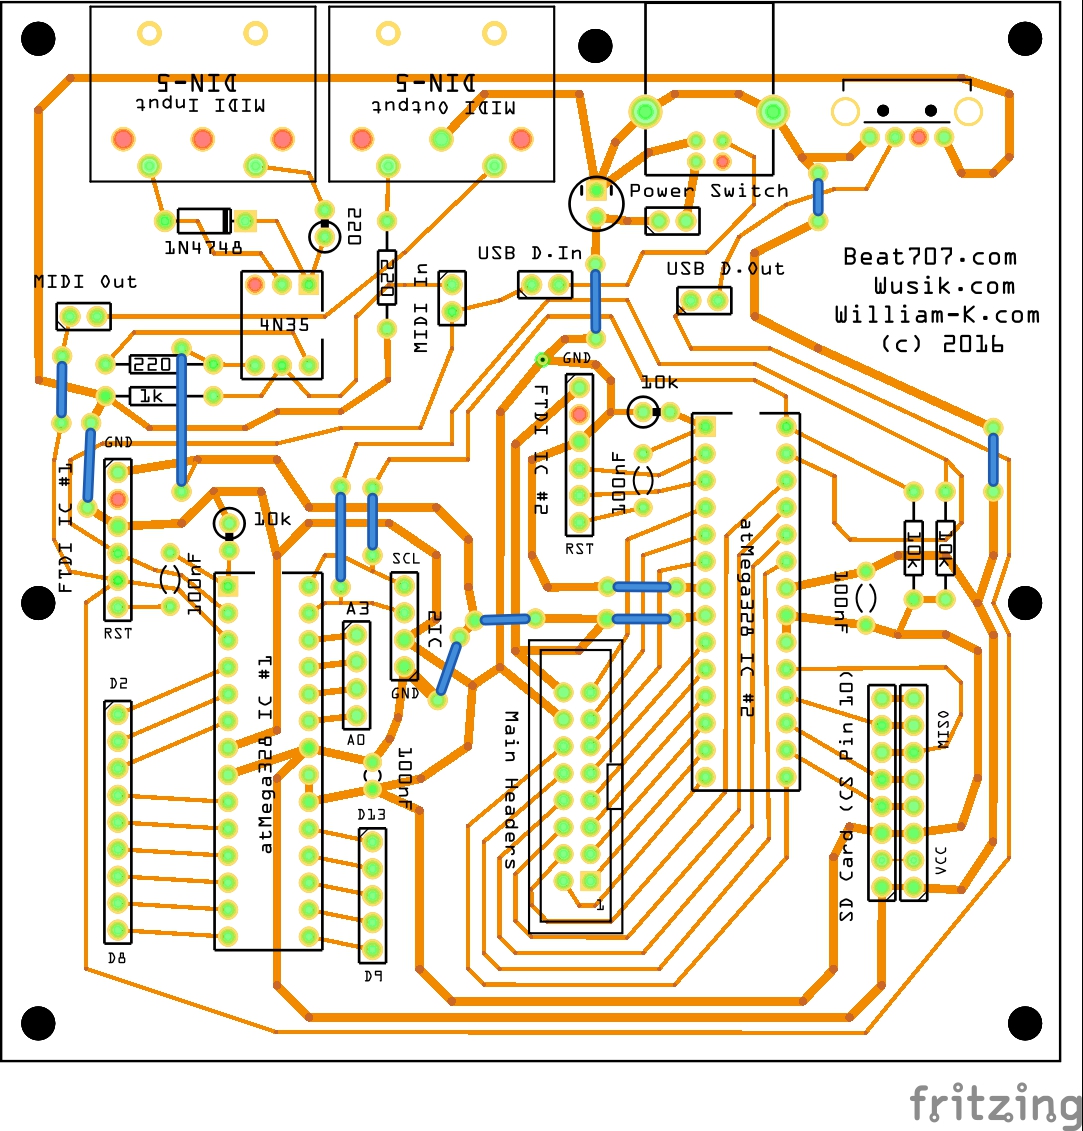 DIN-5
MIDI Input
DIN-5
MIDI Output
Power Switch
1N4748
220
220
MIDI Out
MIDI In
USB D.In
USB D.Out
Beat707.com
Wusik.com
William-K.com
(c) 2016
4N35
220
1k
GND
FTDI IC #2
RST
10k
100nF
GND
FTDI IC #1
RST
10k
100nF
SCL
I2C
GND
A3
A0
atMega328 IC #1
atMega328 IC #2
10k
10k
100nF
D2
D8
100nF
D13
D9
Main Headers
1
SD Card (CS Pin 10)
MISO
VCC
fritzing